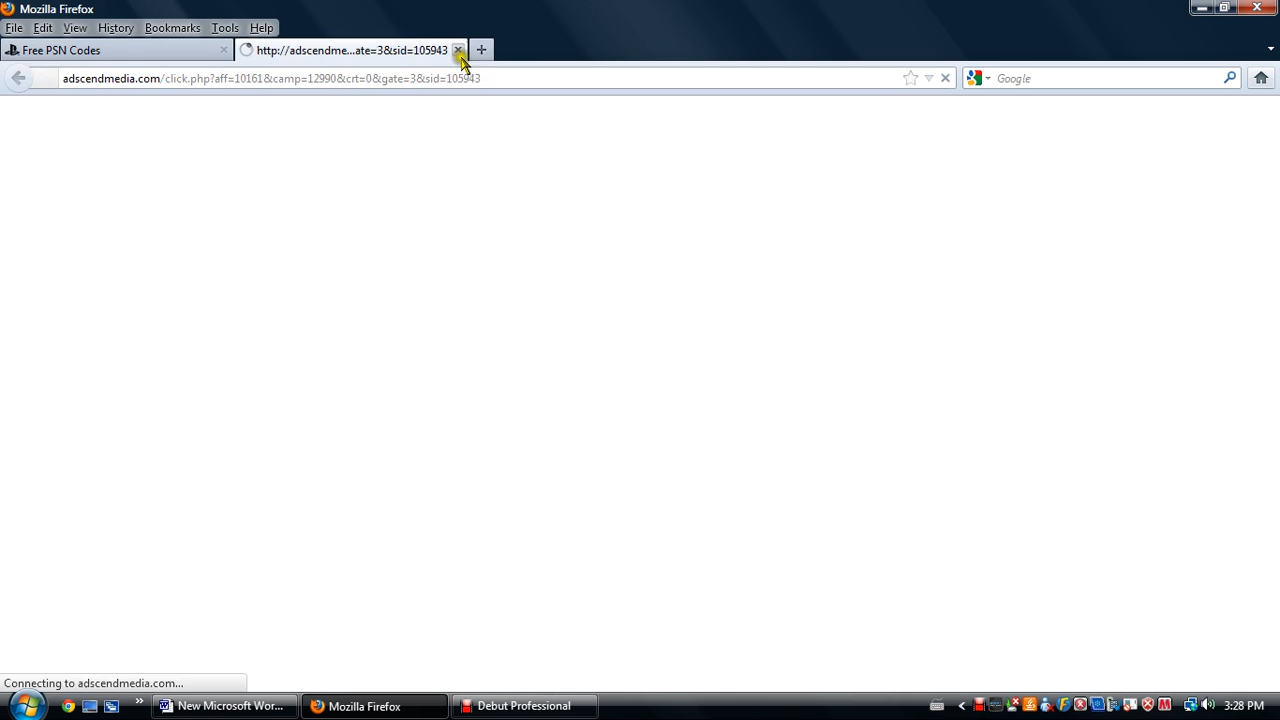 Mozilla Firefox
File Edit View History Bookmarks Tools Help
Free PSN Codes http://adscendme...ate=3&sid=105943
adscendmedia.com/click.php?aff=10161&camp=12990&crt=0&gate=3&sid=105943 Google
Connecting to adscendmedia.com...
New Microsoft Wor... Mozilla Firefox Debut Professional 3:28 PM